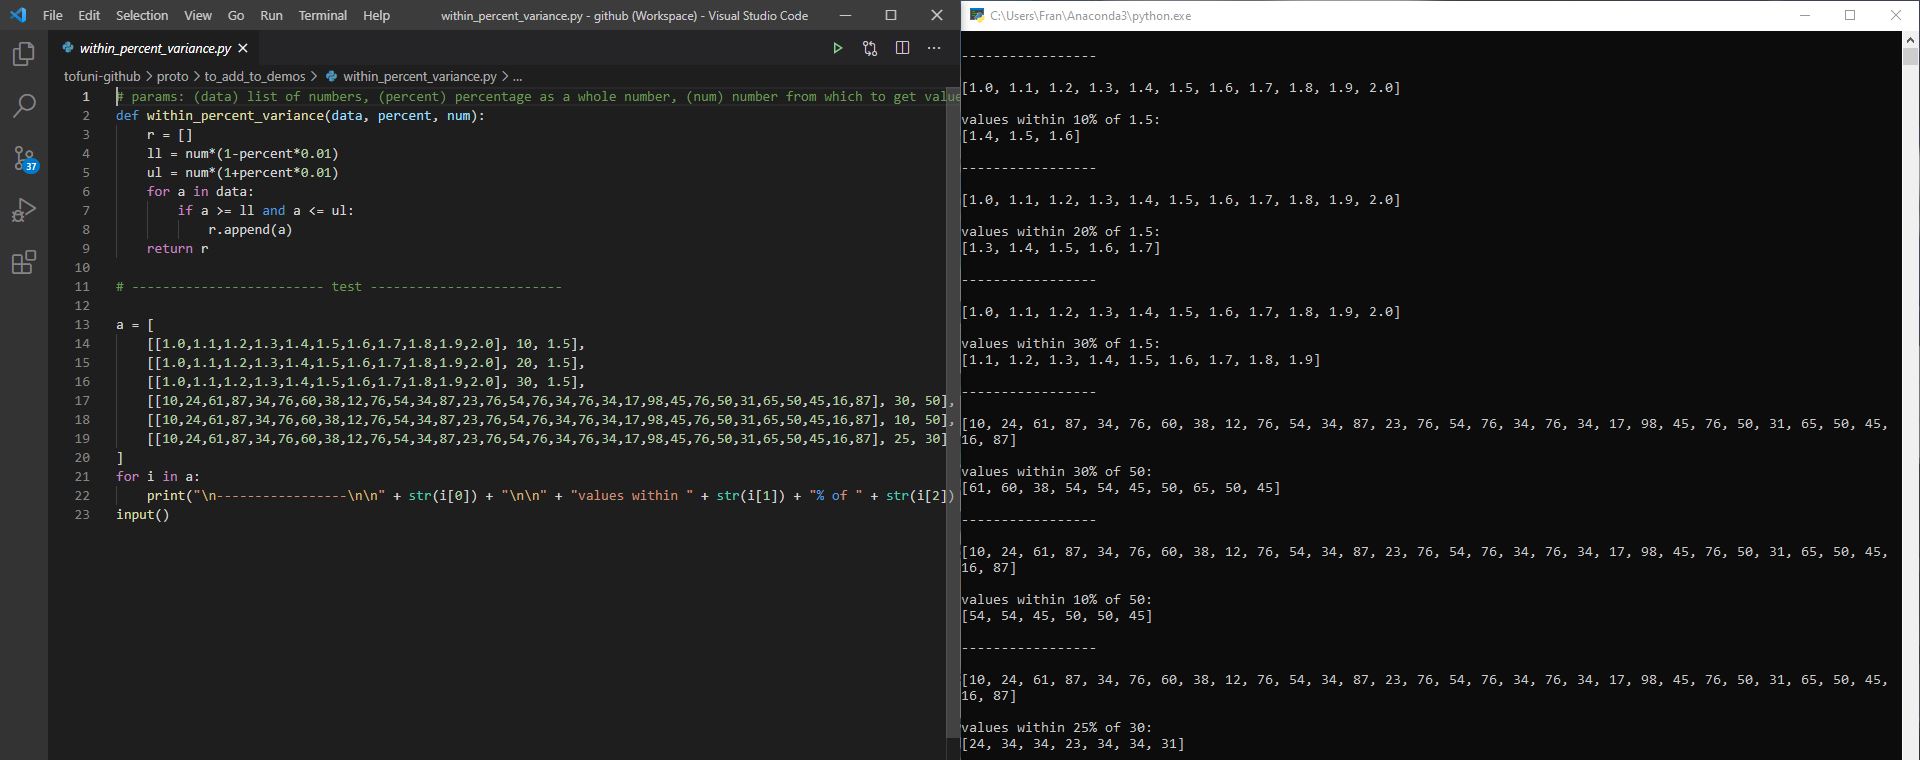 File Edit Selection View Go Run Terminal Help within_percent_variance.py - github (Workspace) - Visual Studio Code
within_percent_variance.py
tofuni-github > proto > to_add_to_demos > within_percent_variance.py > ...
37
1 # params: (data) list of numbers, (percent) percentage as a whole number, (num) number from which to get value
2 def within_percent_variance(data, percent, num):
3 r = []
4 ll = num*(1-percent*0.01)
5 ul = num*(1+percent*0.01)
6 for a in data:
7 if a >= ll and a <= ul:
8 r.append(a)
9 return r
10
11 # ------------------------- test -------------------------
12
13 a = [
14 [[1.0,1.1,1.2,1.3,1.4,1.5,1.6,1.7,1.8,1.9,2.0], 10, 1.5],
15 [[1.0,1.1,1.2,1.3,1.4,1.5,1.6,1.7,1.8,1.9,2.0], 20, 1.5],
16 [[1.0,1.1,1.2,1.3,1.4,1.5,1.6,1.7,1.8,1.9,2.0], 30, 1.5],
17 [[10,24,61,87,34,76,60,38,12,76,54,34,87,23,76,54,76,34,76,34,17,98,45,76,50,31,65,50,45,16,87], 30, 50],
18 [[10,24,61,87,34,76,60,38,12,76,54,34,87,23,76,54,76,34,76,34,17,98,45,76,50,31,65,50,45,16,87], 10, 50],
19 [[10,24,61,87,34,76,60,38,12,76,54,34,87,23,76,54,76,34,76,34,17,98,45,76,50,31,65,50,45,16,87], 25, 30]
20 ]
21 for i in a:
22 print("\n-----------------\n\n" + str(i[0]) + "\n\n" + "values within " + str(i[1]) + "% of " + str(i[2])
23 input()
C:\Users\Fran\Anaconda3\python.exe
-----------------
[1.0, 1.1, 1.2, 1.3, 1.4, 1.5, 1.6, 1.7, 1.8, 1.9, 2.0]
values within 10% of 1.5:
[1.4, 1.5, 1.6]
-----------------
[1.0, 1.1, 1.2, 1.3, 1.4, 1.5, 1.6, 1.7, 1.8, 1.9, 2.0]
values within 20% of 1.5:
[1.3, 1.4, 1.5, 1.6, 1.7]
-----------------
[1.0, 1.1, 1.2, 1.3, 1.4, 1.5, 1.6, 1.7, 1.8, 1.9, 2.0]
values within 30% of 1.5:
[1.1, 1.2, 1.3, 1.4, 1.5, 1.6, 1.7, 1.8, 1.9]
-----------------
[10, 24, 61, 87, 34, 76, 60, 38, 12, 76, 54, 34, 87, 23, 76, 54, 76, 34, 76, 34, 17, 98, 45, 76, 50, 31, 65, 50, 45,
16, 87]
values within 30% of 50:
[61, 60, 38, 54, 54, 45, 50, 65, 50, 45]
-----------------
[10, 24, 61, 87, 34, 76, 60, 38, 12, 76, 54, 34, 87, 23, 76, 54, 76, 34, 76, 34, 17, 98, 45, 76, 50, 31, 65, 50, 45,
16, 87]
values within 10% of 50:
[54, 54, 45, 50, 50, 45]
-----------------
[10, 24, 61, 87, 34, 76, 60, 38, 12, 76, 54, 34, 87, 23, 76, 54, 76, 34, 76, 34, 17, 98, 45, 76, 50, 31, 65, 50, 45,
16, 87]
values within 25% of 30:
[24, 34, 34, 23, 34, 34, 31]